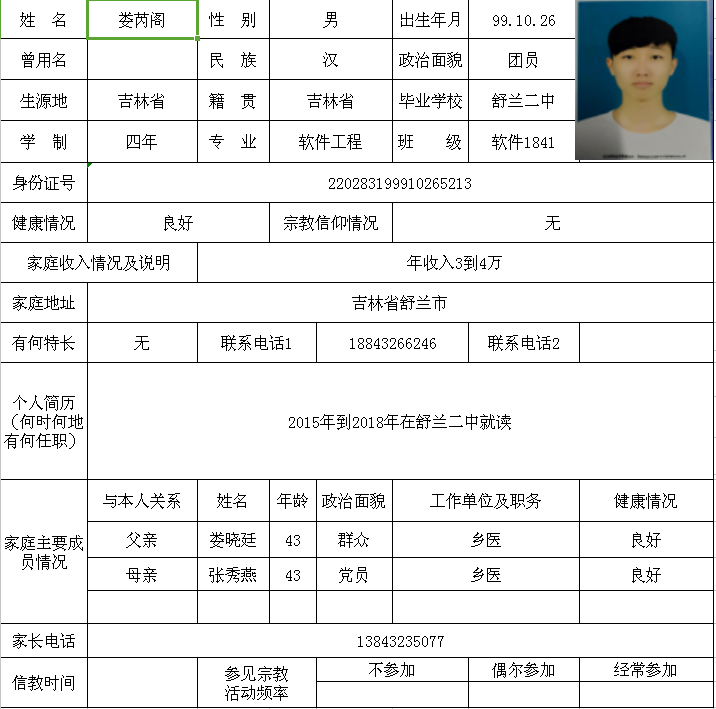 姓 名 娄芮阁 性 别 男 出生年月 99.10.26
曾用名 民 族 汉 政治面貌 团员
生源地 吉林省 籍 贯 吉林省 毕业学校 舒兰二中
学 制 四年 专 业 软件工程 班 级 软件1841
身份证号 220283199910265213
健康情况 良好 宗教信仰情况 无
家庭收入情况及说明 年收入3到4万
家庭地址 吉林省舒兰市
有何特长 无 联系电话1 18843266246 联系电话2
个人简历
（何时何地
有何任职）
2015年到2018年在舒兰二中就读
家庭主要成
员情况
与本人关系 姓名 年龄 政治面貌 工作单位及职务 健康情况
父亲 娄晓廷 43 群众 乡医 良好
母亲 张秀燕 43 党员 乡医 良好
家长电话 13843235077
信教时间
参见宗教
活动频率
不参加 偶尔参加 经常参加